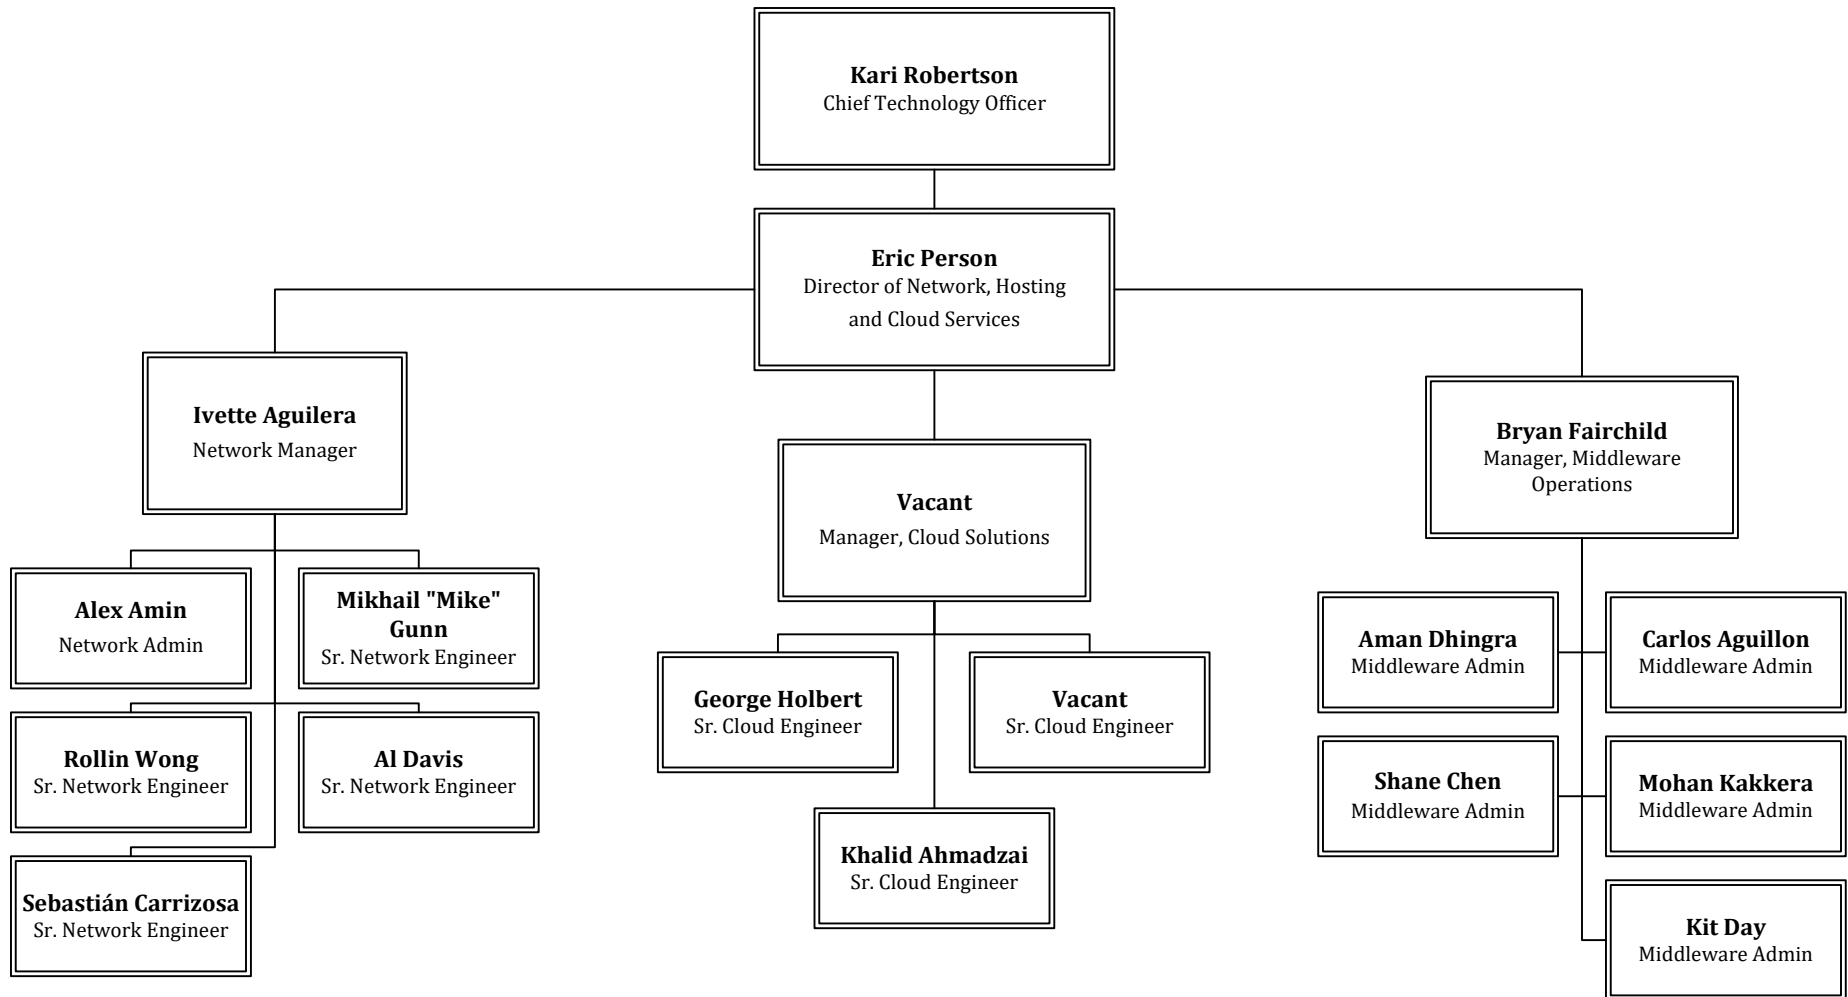 Kari Robertson
Chief Technology Officer
Eric Person
Director of Network, Hosting
and Cloud Services
Ivette Aguilera
Network Manager
Alex Amin
Network Admin
Mikhail "Mike"
Gunn
Sr. Network Engineer
Rollin Wong
Sr. Network Engineer
Al Davis
Sr. Network Engineer
Sebastián Carrizosa
Sr. Network Engineer
Vacant
Manager, Cloud Solutions
George Holbert
Sr. Cloud Engineer
Vacant
Sr. Cloud Engineer
Khalid Ahmadzai
Sr. Cloud Engineer
Bryan Fairchild
Manager, Middleware
Operations
Aman Dhingra
Middleware Admin
Carlos Aguillon
Middleware Admin
Shane Chen
Middleware Admin
Mohan Kakkera
Middleware Admin
Kit Day
Middleware Admin